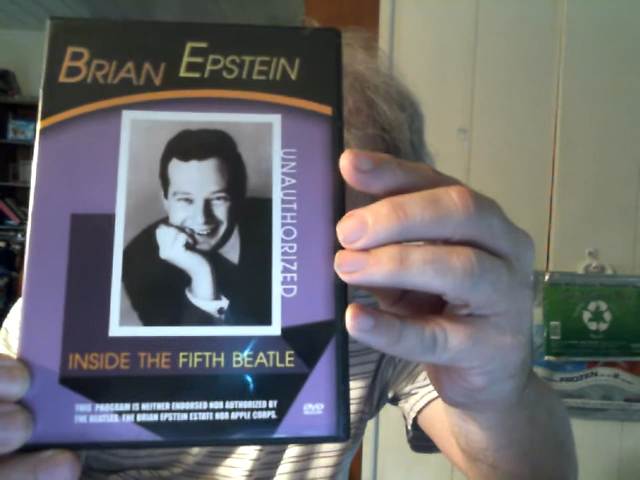 BRIAN EPSTEIN
UNAUTHORIZED
INSIDE THE FIFTH BEATLE
THIS PROGRAM IS NEITHER ENDORSED NOR AUTHORIZED BY
THE BEATLES, THE BRIAN EPSTEIN ESTATE NOR APPLE CORPS.
DVD
FROZEN